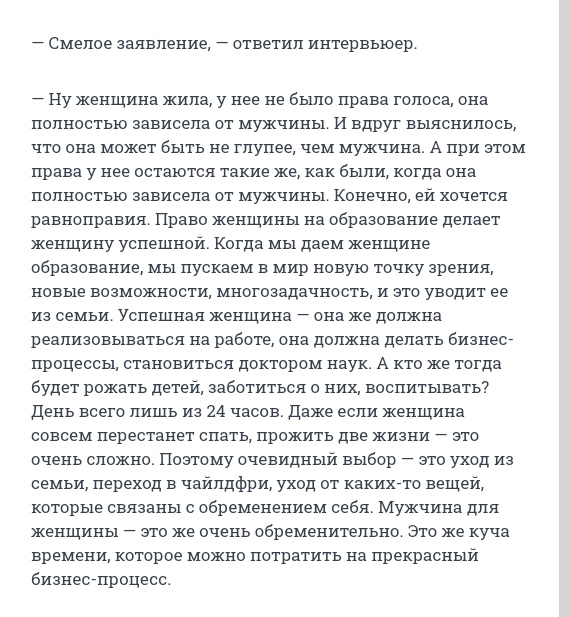 — Смелое заявление, — ответил интервьюер.
— Ну женщина жила, у нее не было права голоса, она
полностью зависела от мужчины. И вдруг выяснилось,
что она может быть не глупее, чем мужчина. А при этом
права у нее остаются такие же, как были, когда она
полностью зависела от мужчины. Конечно, ей хочется
равноправия. Право женщины на образование делает
женщину успешной. Когда мы даем женщине
образование, мы пускаем в мир новую точку зрения,
новые возможности, многозадачность, и это уводит ее
из семьи. Успешная женщина — она же должна
реализовываться на работе, она должна делать бизнес-
процессы, становиться доктором наук. А кто же тогда
будет рожать детей, заботиться о них, воспитывать?
День всего лишь из 24 часов. Даже если женщина
совсем перестанет спать, прожить две жизни — это
очень сложно. Поэтому очевидный выбор — это уход из
семьи, переход в чайлдфри, уход от каких-то вещей,
которые связаны с обременением себя. Мужчина для
женщины — это же очень обременительно. Это же куча
времени, которое можно потратить на прекрасный
бизнес-процесс.